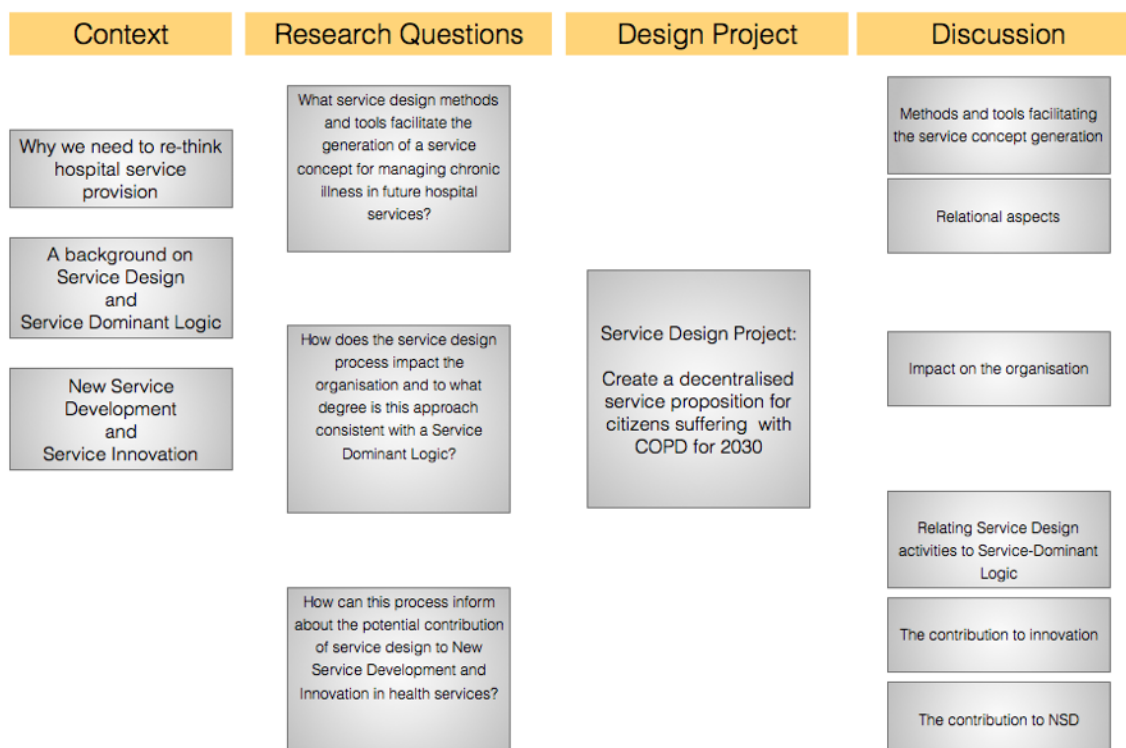 Context
Why we need to re-think
hospital service
provision
A background on
Service Design
and
Service Dominant Logic
New Service
Development
and
Service Innovation
Research Questions
What service design methods
and tools facilitate the
generation of a service
concept for managing chronic
illness in future hospital
services?
How does the service design
process impact the
organisation and to what
degree is this approach
consistent with a Service
Dominant Logic?
How can this process inform
about the potential contribution
of service design to New
Service Development and
Innovation in health services?
Design Project
Service Design Project:
Create a decentralised
service proposition for
citizens suffering with
COPD for 2030
Discussion
Methods and tools facilitating
the service concept generation
Relational aspects
Impact on the organisation
Relating Service Design
activities to Service-Dominant
Logic
The contribution to innovation
The contribution to NSD